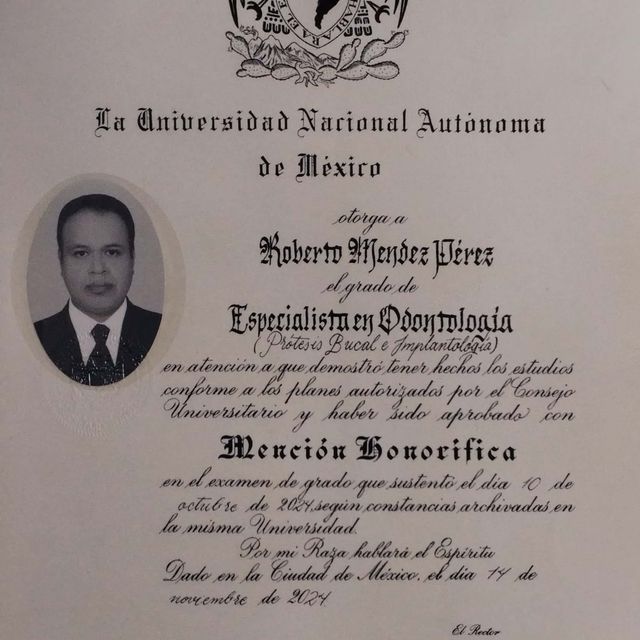 HABLARA EL E
La Universidad Nacional Autónoma
de México
otorga a
Roberto Mendez Pérez
el grado de
Especialista en Odontología
(Prótesis Bucal e Implantología)
en atención a que demostró tener hechos los estudios
conforme a los planes autorizados por el Consejo
Universitario y haber sido aprobado con
Mención Honorífica
en el examen de grado que sustentó el día 10 de
octubre de 2024, según constancias archivadas en
la misma Universidad.
Por mi Raza hablará el Espíritu
Dado en la Ciudad de México, el día 14 de
noviembre de 2024
El Rector